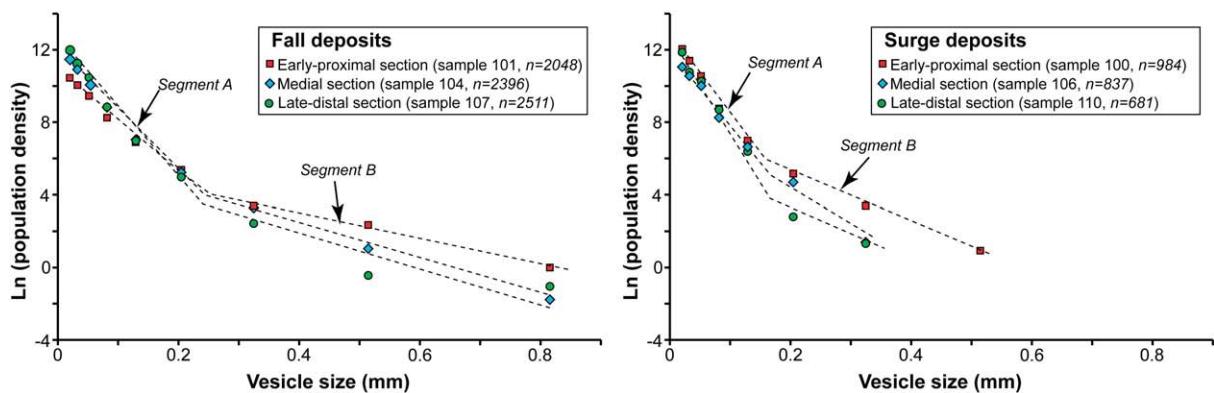 Fall deposits
Early-proximal section (sample 101, n=2048)
Medial section (sample 104, n=2396)
Late-distal section (sample 107, n=2511)
Segment A
Segment B
Ln (population density)
12
8
4
0
-4
0
0.2
0.4
0.6
0.8
Vesicle size (mm)
Surge deposits
Early-proximal section (sample 100, n=984)
Medial section (sample 106, n=837)
Late-distal section (sample 110, n=681)
Segment A
Segment B
Ln (population density)
12
8
4
0
-4
0
0.2
0.4
0.6
0.8
Vesicle size (mm)